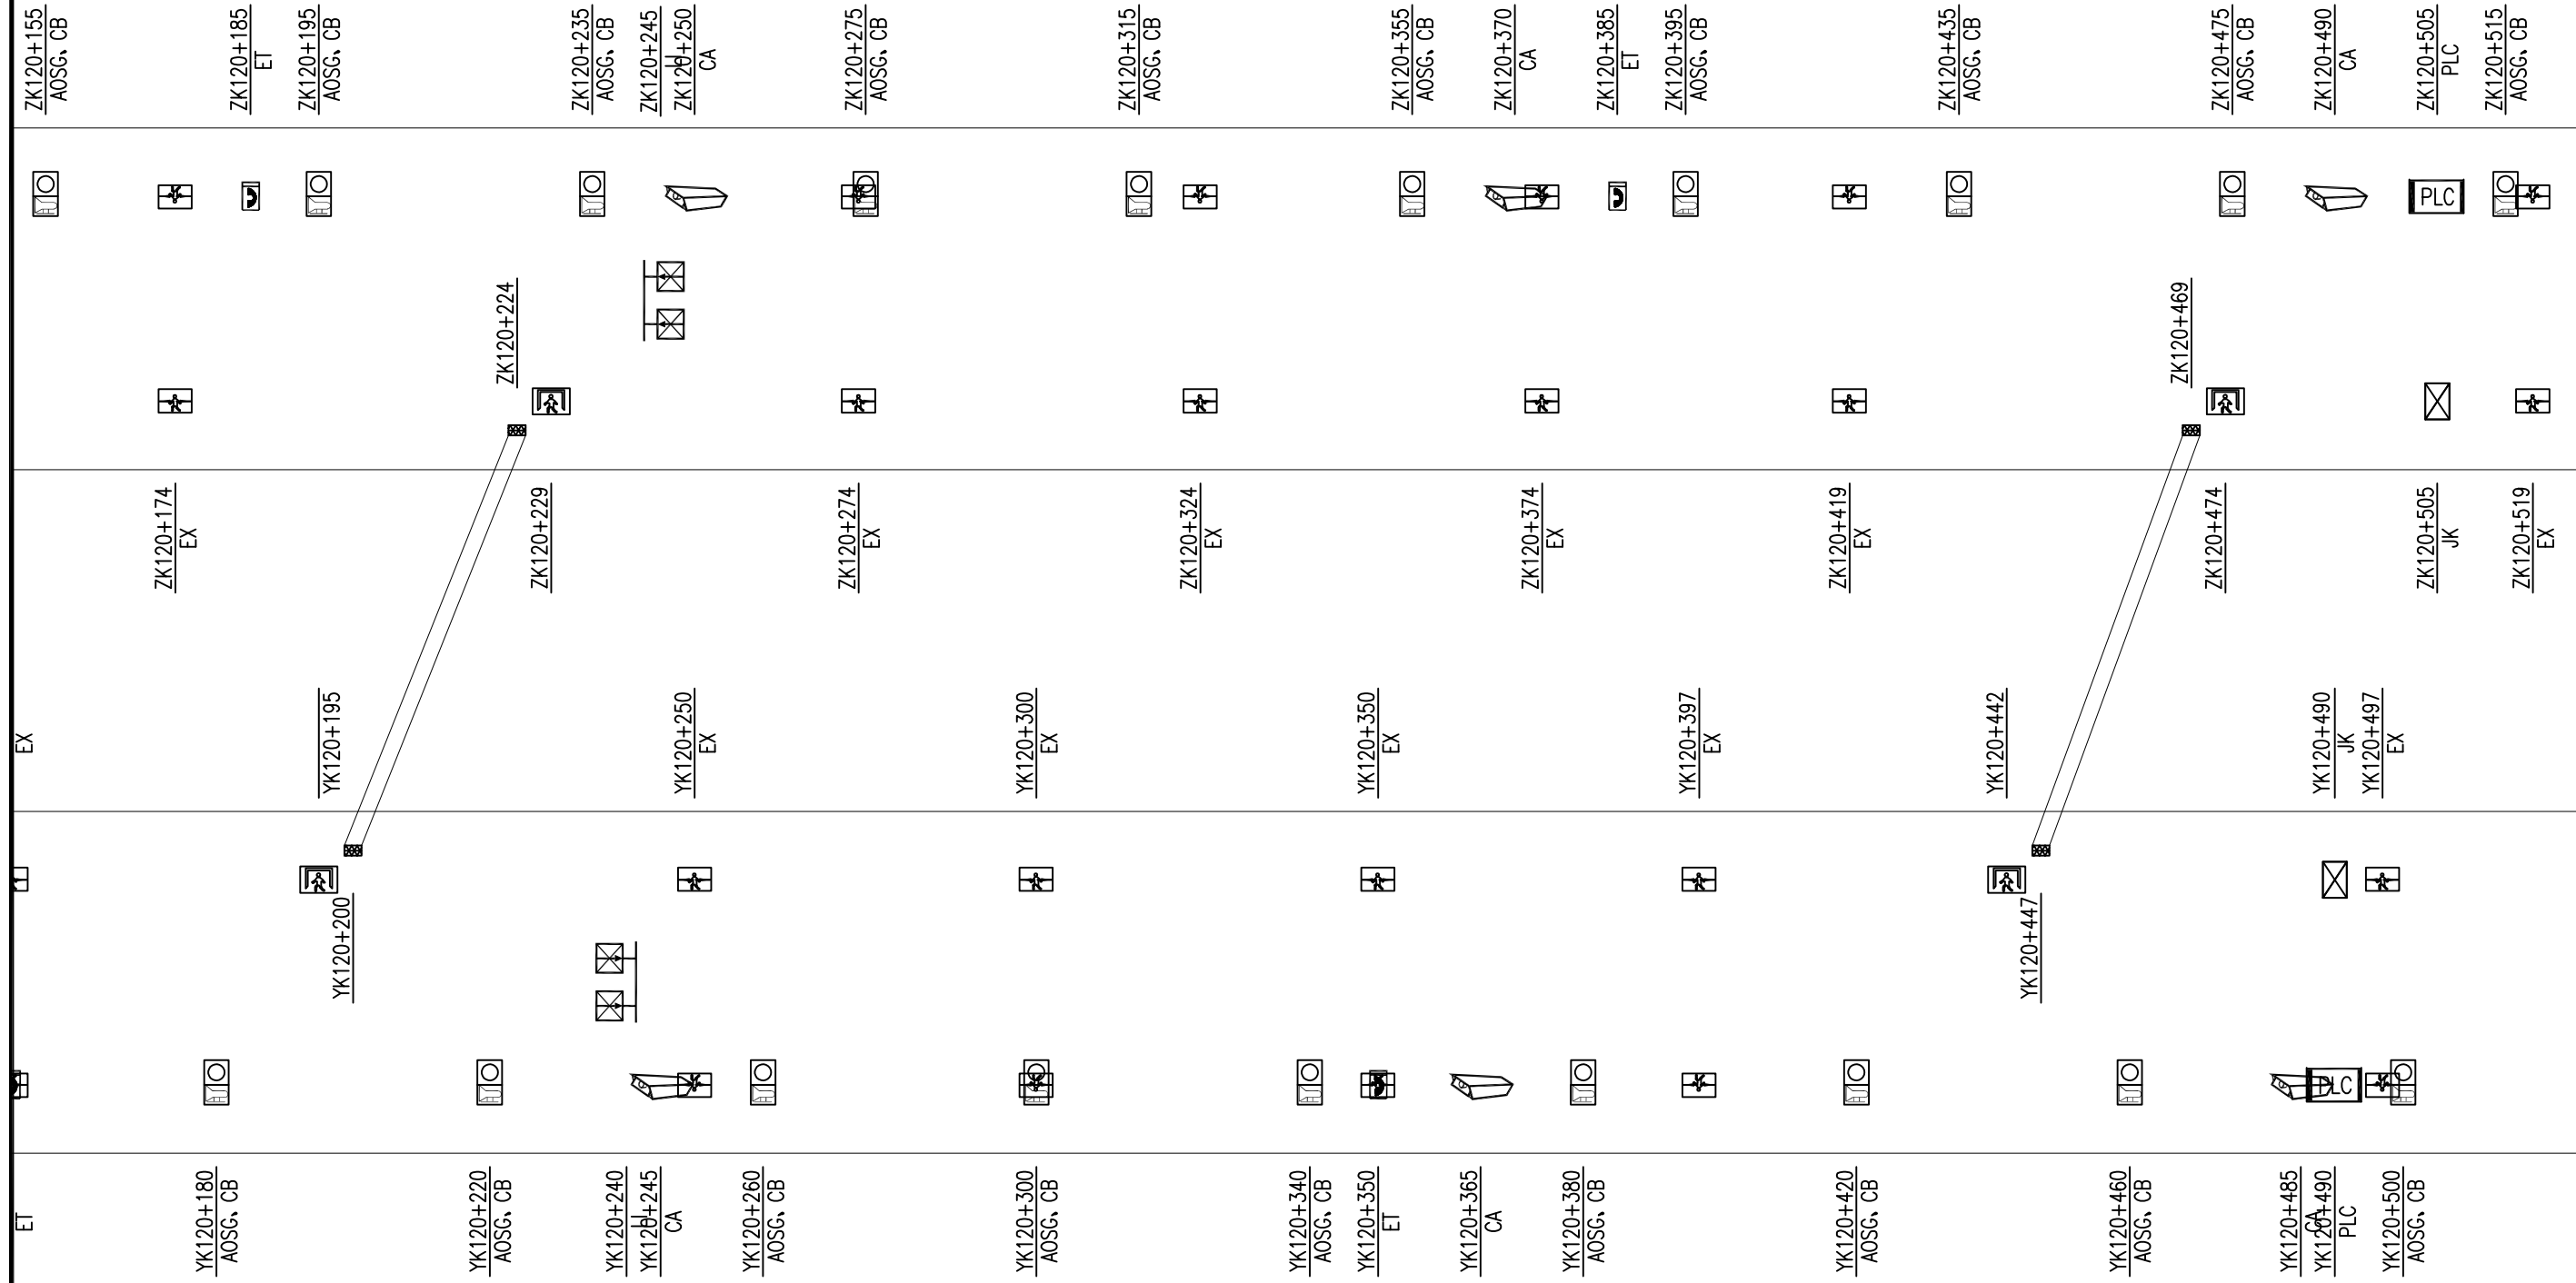 ZK120+155
AOSG、CB
ZK120+185
ET
ZK120+195
AOSG、CB
ZK120+235
AOSG、CB
ZK120+245
ZK120+250
CA
ZK120+275
AOSG、CB
ZK120+315
AOSG、CB
ZK120+355
AOSG、CB
ZK120+370
CA
ZK120+385
ET
ZK120+395
AOSG、CB
ZK120+435
AOSG、CB
ZK120+475
AOSG、CB
ZK120+490
CA
ZK120+505
PLC
ZK120+515
AOSG、CB
PLC
ZK120+224
ZK120+469
ZK120+174
EX
ZK120+229
ZK120+274
EX
ZK120+324
EX
ZK120+374
EX
ZK120+419
EX
ZK120+474
ZK120+505
JK
ZK120+519
EX
EX
YK120+195
YK120+250
EX
YK120+300
EX
YK120+350
EX
YK120+397
EX
YK120+442
YK120+490
JK
YK120+497
EX
YK120+200
YK120+447
PLC
ET
YK120+180
AOSG、CB
YK120+220
AOSG、CB
YK120+240
YK120+245
CA
YK120+260
AOSG、CB
YK120+300
AOSG、CB
YK120+340
AOSG、CB
YK120+350
ET
YK120+365
CA
YK120+380
AOSG、CB
YK120+420
AOSG、CB
YK120+460
AOSG、CB
YK120+485
CA
YK120+490
PLC
YK120+500
AOSG、CB